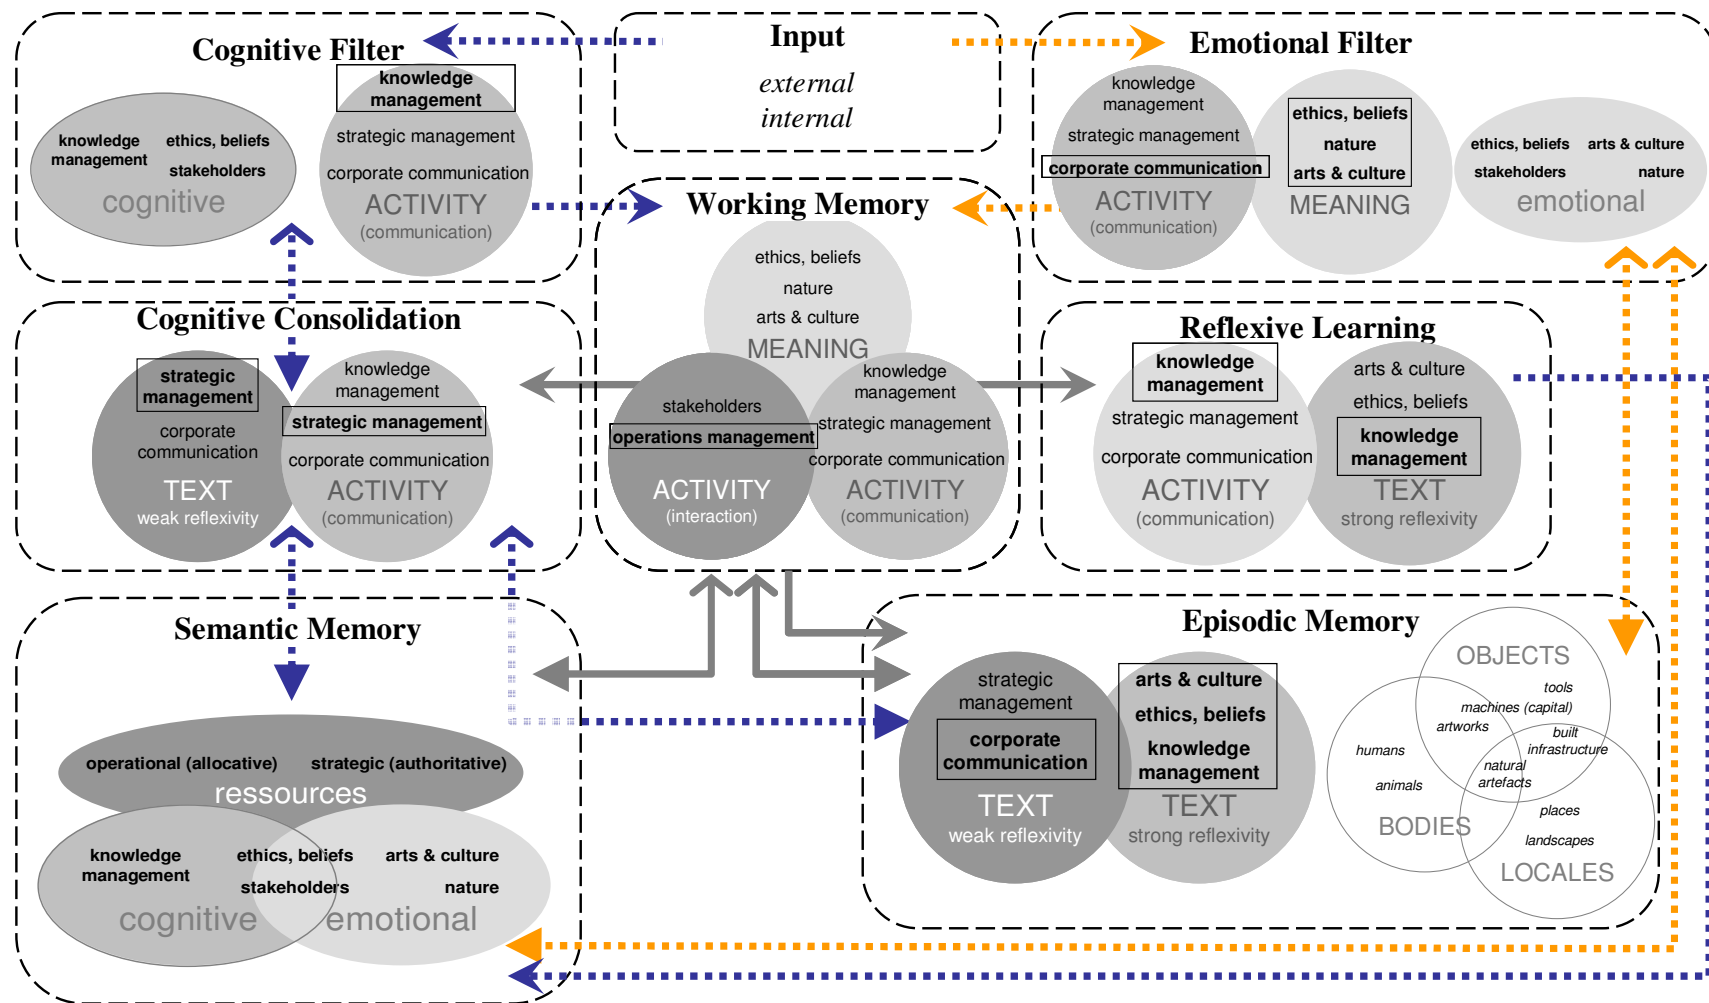 Cognitive Filter
knowledge
management
knowledge
management
ethics, beliefs
stakeholders
cognitive
strategic management
corporate communication
ACTIVITY
(communication)
Input
external
internal
Emotional Filter
knowledge
management
strategic management
corporate communication
ACTIVITY
(communication)
ethics, beliefs
nature
arts & culture
MEANING
ethics, beliefs
arts & culture
stakeholders
nature
emotional
Working Memory
ethics, beliefs
nature
arts & culture
MEANING
stakeholders
operations management
ACTIVITY
(interaction)
knowledge
management
strategic management
corporate communication
ACTIVITY
(communication)
Cognitive Consolidation
strategic
management
corporate
communication
TEXT
weak reflexivity
knowledge
management
strategic management
corporate communication
ACTIVITY
(communication)
Reflexive Learning
knowledge
management
strategic management
corporate communication
ACTIVITY
(communication)
arts & culture
ethics, beliefs
knowledge
management
TEXT
strong reflexivity
Semantic Memory
operational (allocative)
strategic (authoritative)
ressources
knowledge
management
ethics, beliefs
stakeholders
arts & culture
nature
cognitive
emotional
Episodic Memory
strategic
management
corporate
communication
TEXT
weak reflexivity
arts & culture
ethics, beliefs
knowledge
management
TEXT
strong reflexivity
OBJECTS
tools
machines (capital)
artworks
built
infrastructure
humans
natural
artefacts
animals
places
BODIES
landscapes
LOCALES